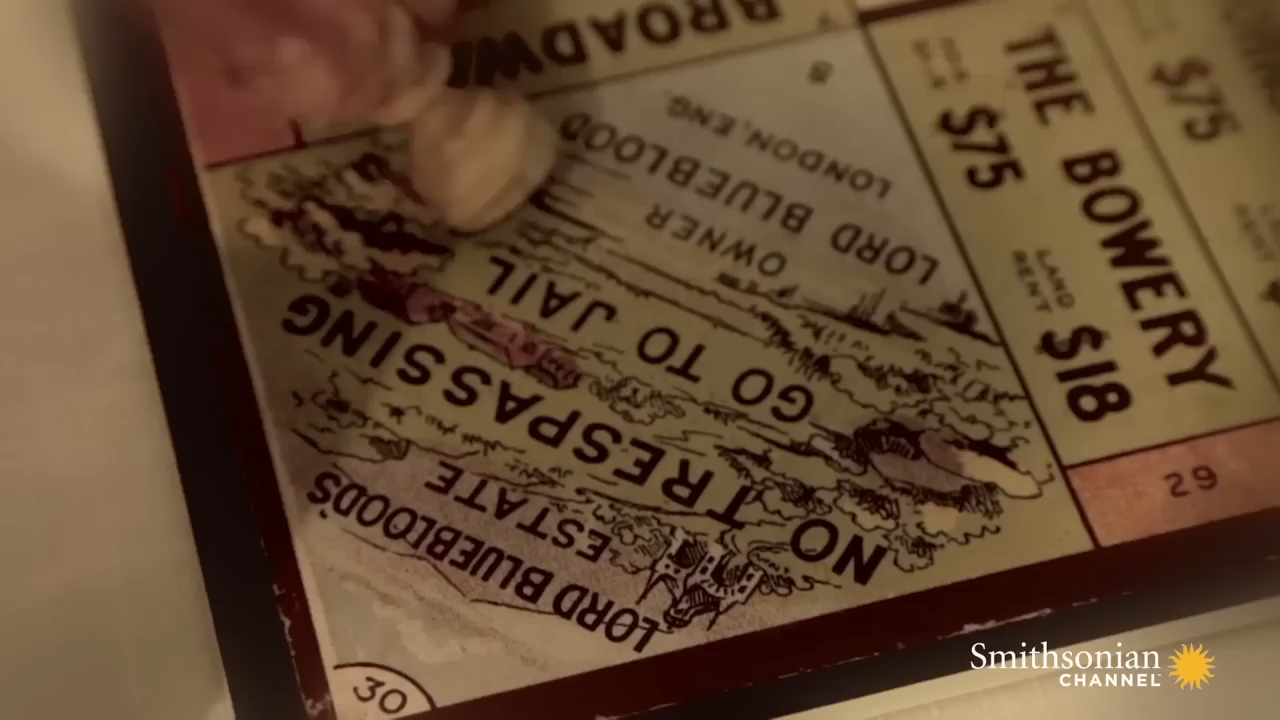 BROADW
LORD BLUEBLOOD'S
ESTATE
NO TRESPASSING
GO TO JAIL
OWNER
LORD BLUEBLOOD
LONDON, ENG.
30
THE BOWERY
$75
LAND
RENT
$18
29
$75
Smithsonian
CHANNEL